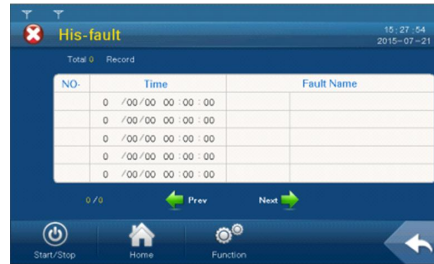 His-fault
15:27:54
2015-07-21
Total 0 Record
NO- Time Fault Name
0 /00/00 00:00:00
0 /00/00 00:00:00
0 /00/00 00:00:00
0 /00/00 00:00:00
0 /00/00 00:00:00
0/0 Prev Next
Start/Stop Home Function